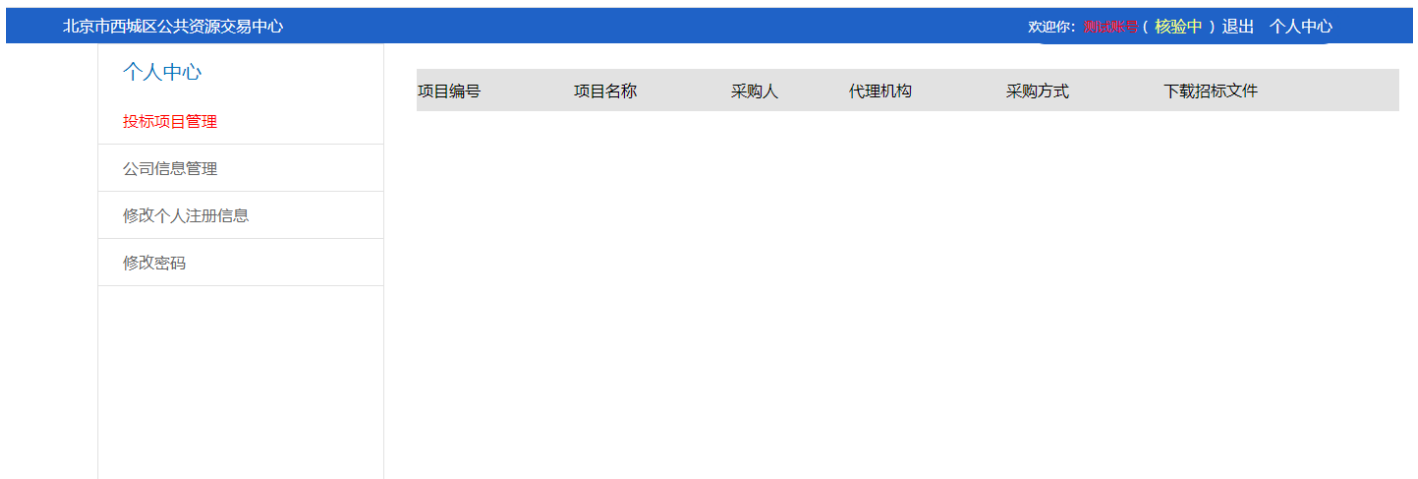 北京市西城区公共资源交易中心 欢迎你：测试账号（核验中）退出 个人中心
个人中心
项目编号 项目名称 采购人 代理机构 采购方式 下载招标文件
投标项目管理
公司信息管理
修改个人注册信息
修改密码